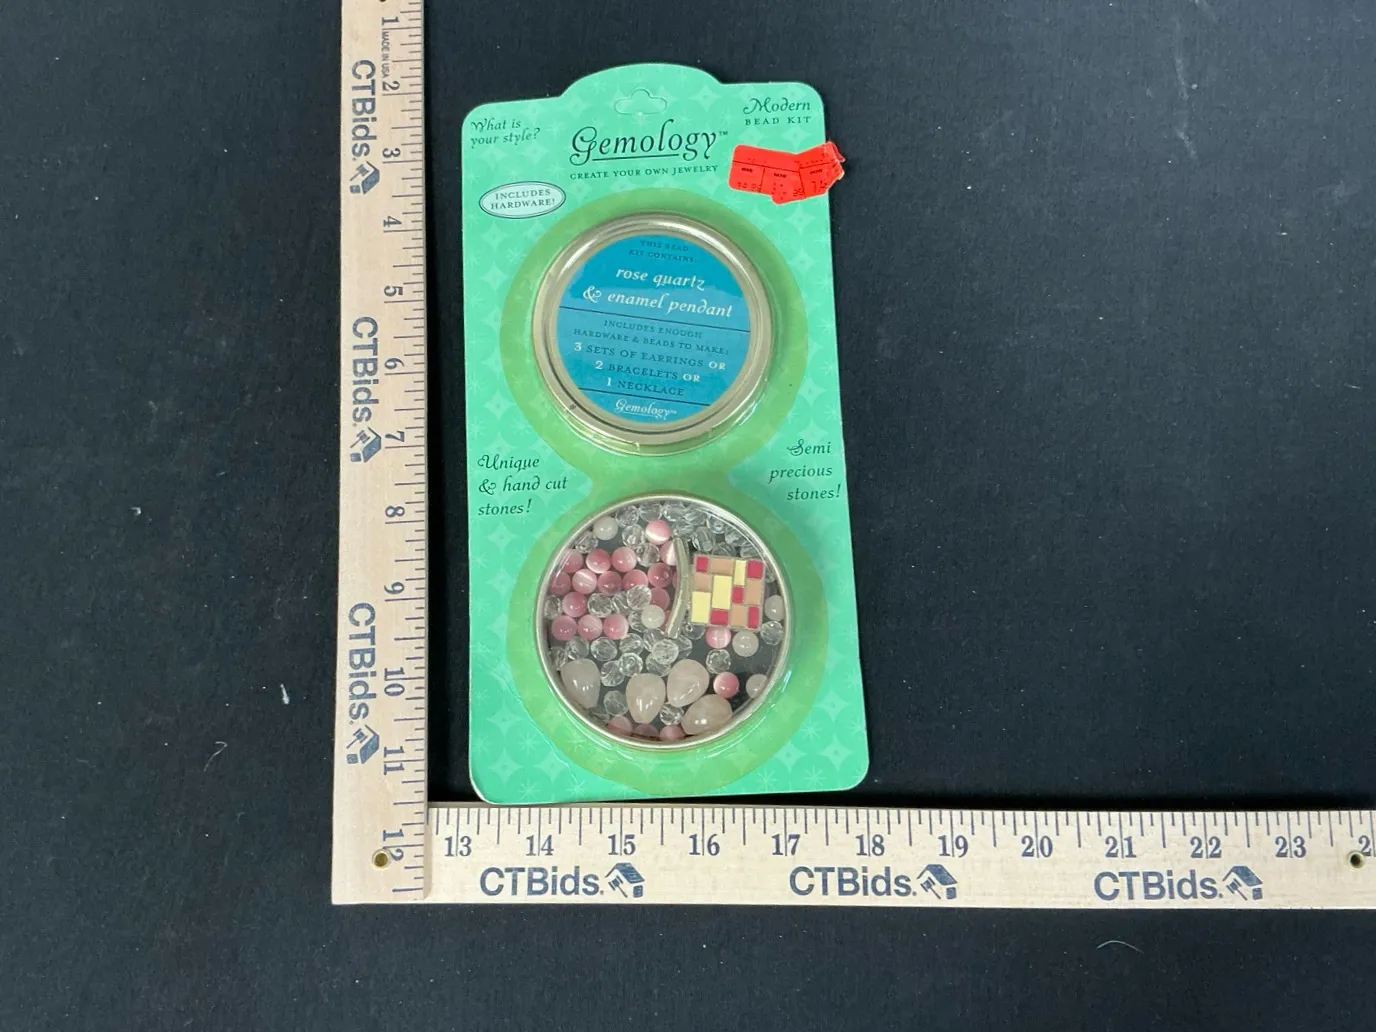 What is
your style?
Gemology™
CREATE YOUR OWN JEWELRY
Modern
BEAD KIT
INCLUDES
HARDWARE!
THIS BEAD
KIT CONTAINS:
rose quartz
& enamel pendant
INCLUDES ENOUGH
HARDWARE & BEADS TO MAKE:
3 SETS OF EARRINGS OR
2 BRACELETS OR
1 NECKLACE
Gemology™
Unique
& hand cut
stones!
Semi
precious
stones!
1 MADE IN USA 2 3 4 5 6 7 8 9 10 11 12
CTBids.
CTBids.
CTBids.
13 14 15 16 17 18 19 20 21 22 23
CTBids.
CTBids.
CTBids.